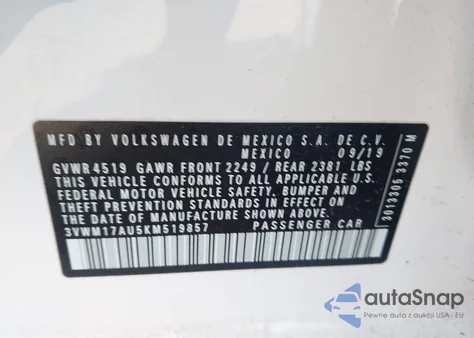 MFD BY VOLKSWAGEN DE MEXICO S.A. DE C.V.
MEXICO 09/19
GVWR 4519 GAWR FRONT 2249 / REAR 2381 LBS
THIS VEHICLE CONFORMS TO ALL APPLICABLE U.S.
FEDERAL MOTOR VEHICLE SAFETY, BUMPER AND
THEFT PREVENTION STANDARDS IN EFFECT ON
THE DATE OF MANUFACTURE SHOWN ABOVE.
3VWM17AU5KM519857 PASSENGER CAR
3013306 3370 M
autoSnap
Pewne auta z aukcji USA - EU